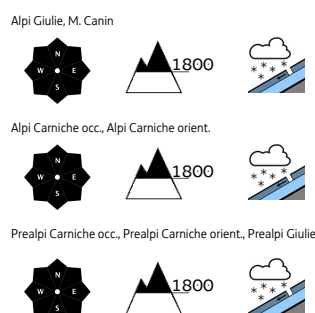 Alpi Giulie, M. Canin
N
W E
S
1800
Alpi Carniche occ., Alpi Carniche orient.
N
W E
S
1800
Prealpi Carniche occ., Prealpi Carniche orient., Prealpi Giulie
N
W E
S
1800